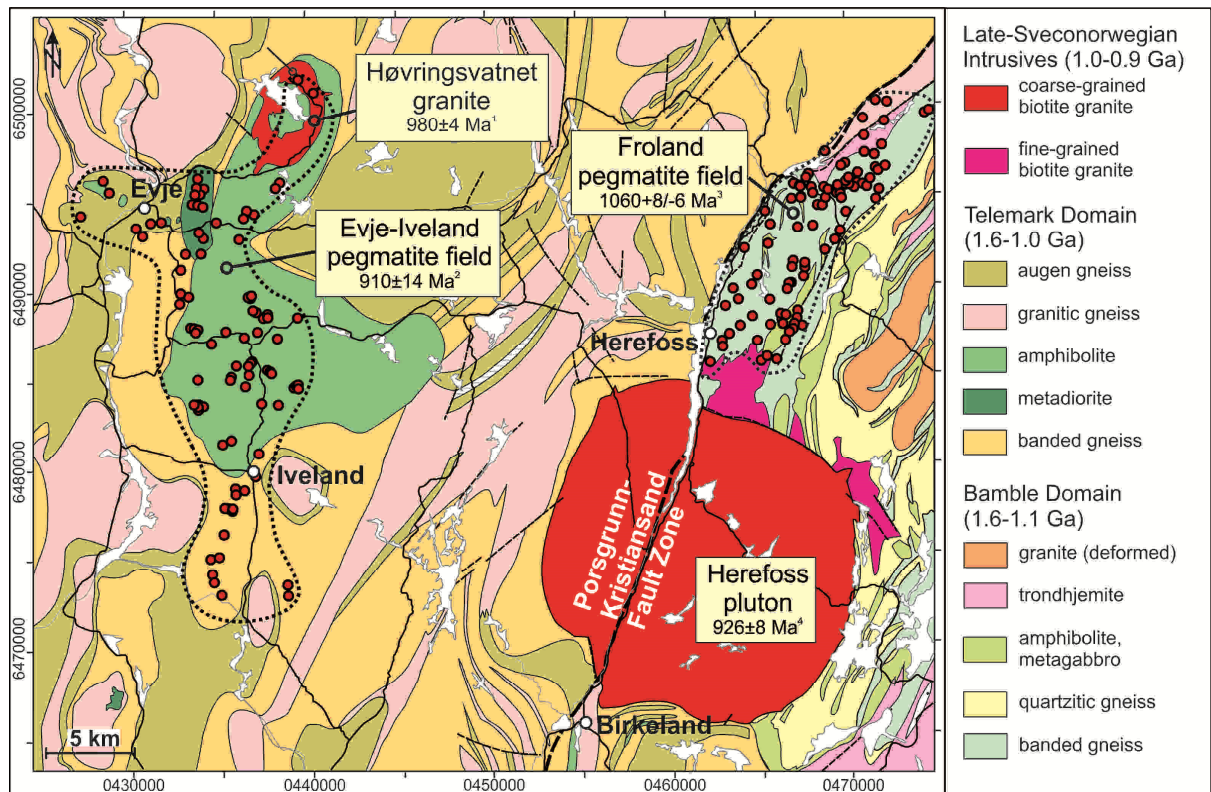 N
Høvringsvatnet
granite
980±4 Ma¹
Froland
pegmatite field
1060+8/-6 Ma³
Evje
Evje-Iveland
pegmatite field
910±14 Ma²
Herefoss
Iveland
Porsgrunn-
Kristiansand
Fault Zone
Herefoss
pluton
926±8 Ma⁴
Birkeland
5 km
6500000
6490000
6480000
6470000
0430000
0440000
0450000
0460000
0470000
Late-Sveconorwegian
Intrusives (1.0-0.9 Ga)
coarse-grained
biotite granite
fine-grained
biotite granite
Telemark Domain
(1.6-1.0 Ga)
augen gneiss
granitic gneiss
amphibolite
metadiorite
banded gneiss
Bamble Domain
(1.6-1.1 Ga)
granite (deformed)
trondhjemite
amphibolite,
metagabbro
quartzitic gneiss
banded gneiss